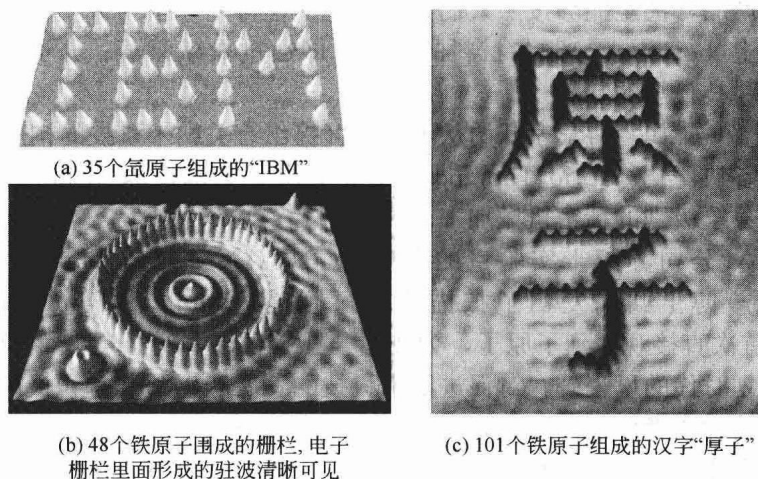 IBM
(a) 35个氙原子组成的“IBM”
(b) 48个铁原子围成的栅栏, 电子
栅栏里面形成的驻波清晰可见
原
子
(c) 101个铁原子组成的汉字“厚子”